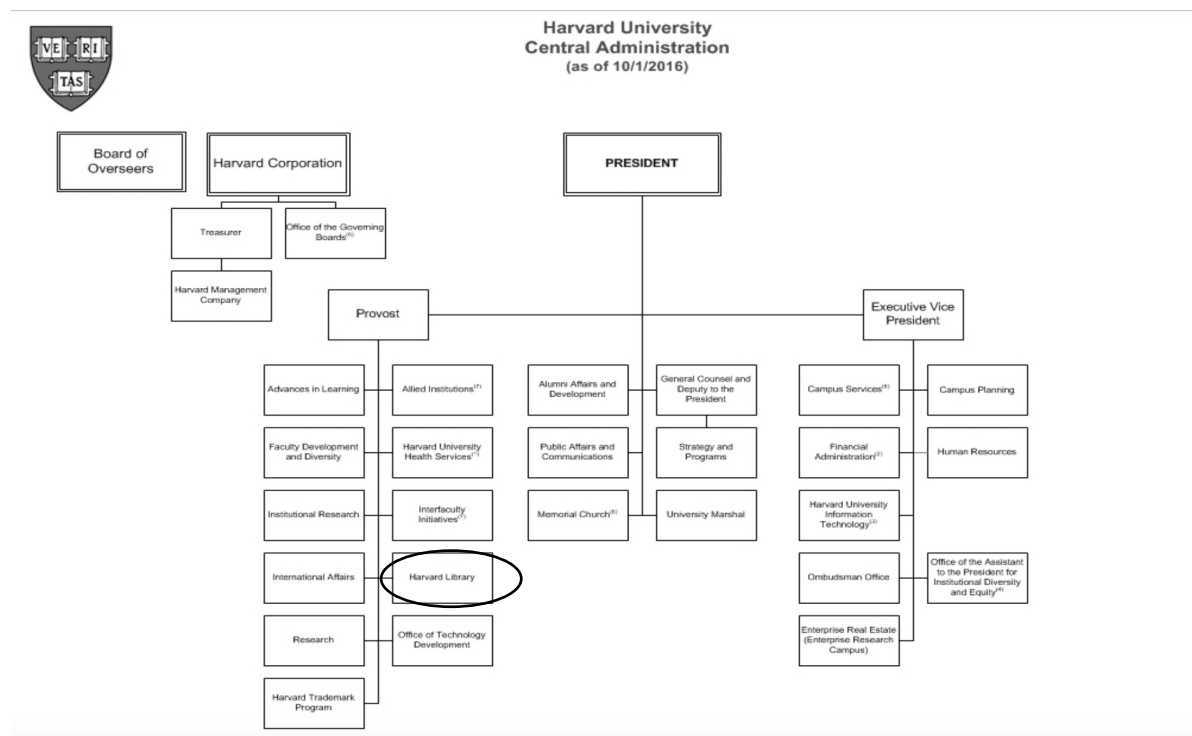 VE RI
TAS
Harvard University
Central Administration
(as of 10/1/2016)
Board of
Overseers
Harvard Corporation
PRESIDENT
Treasurer
Office of the Governing
Boards(5)
Harvard Management
Company
Provost
Executive Vice
President
Advances in Learning
Allied Institutions(7)
Alumni Affairs and
Development
General Counsel and
Deputy to the
President
Campus Services
Campus Planning
Faculty Development
and Diversity
Harvard University
Health Services
Public Affairs and
Communications
Strategy and
Programs
Financial
Administration(2)
Human Resources
Institutional Research
Interfaculty
Initiatives
Memorial Church
University Marshal
Harvard University
Information
Technology(3)
International Affairs
Harvard Library
Ombudsman Office
Office of the Assistant
to the President for
Institutional Diversity
and Equity(4)
Research
Office of Technology
Development
Enterprise Real Estate
(Enterprise Research
Campus)
Harvard Trademark
Program